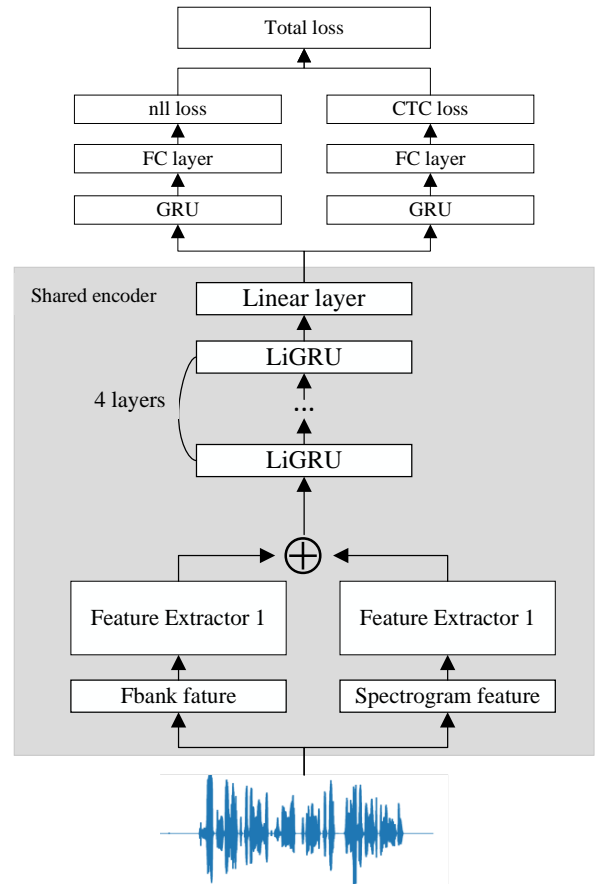 Total loss
nll loss
CTC loss
FC layer
FC layer
GRU
GRU
Shared encoder
Linear layer
LiGRU
4 layers
...
LiGRU
Feature Extractor 1
Feature Extractor 1
Fbank fature
Spectrogram feature